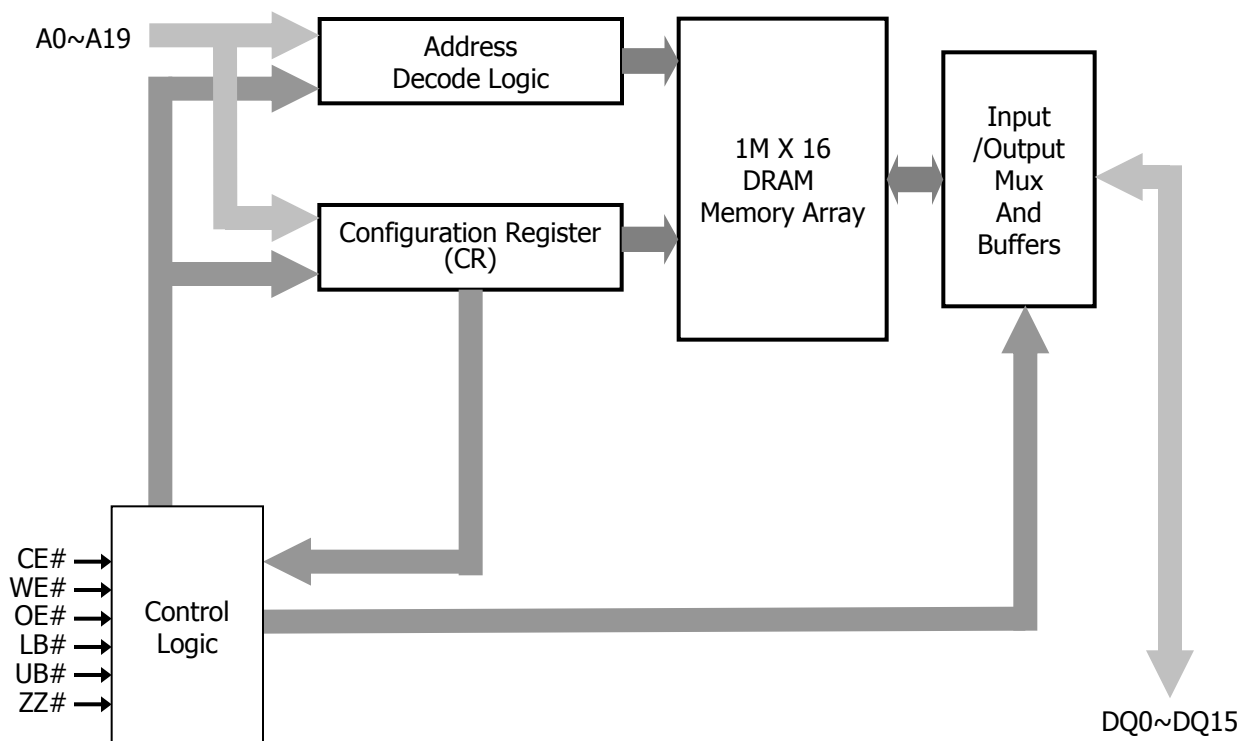 A0~A19
Address
Decode Logic
1M X 16
DRAM
Memory Array
Input
/Output
Mux
And
Buffers
Configuration Register
(CR)
CE#
WE#
OE#
LB#
UB#
ZZ#
Control
Logic
DQ0~DQ15